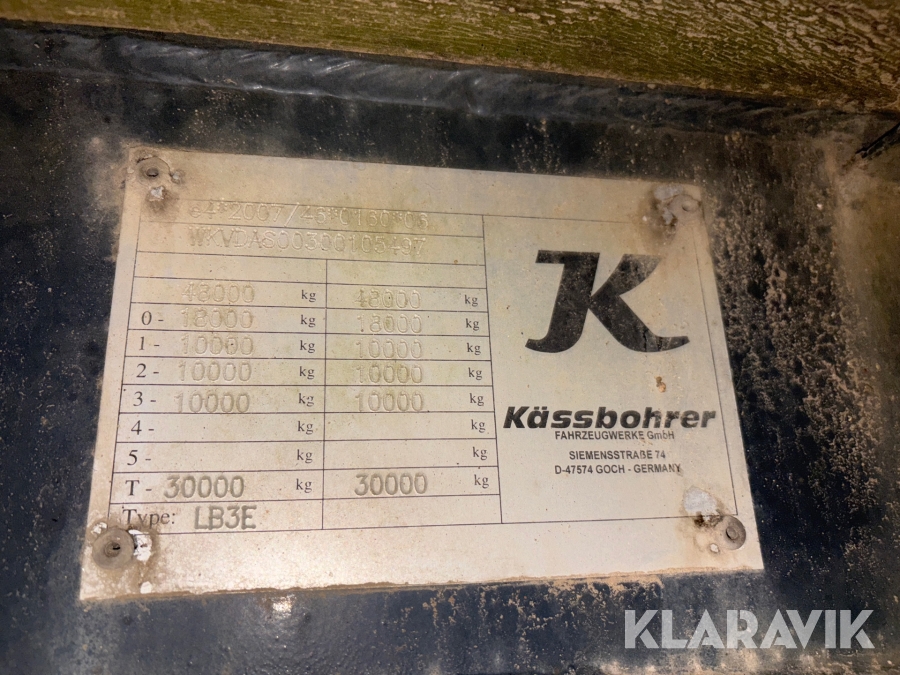 e4*2007/46*0160*06
WKVDAS00300105497
48000 kg 48000 kg
0- 18000 kg 18000 kg
1- 10000 kg 10000 kg
2- 10000 kg 10000 kg
3- 10000 kg 10000 kg
4- kg kg
5- kg kg
T- 30000 kg 30000 kg
Type: LB3E
K
Kässbohrer
FAHRZEUGWERKE GmbH
SIEMENSSTRAßE 74
D-47574 GOCH - GERMANY
KLARAVIK